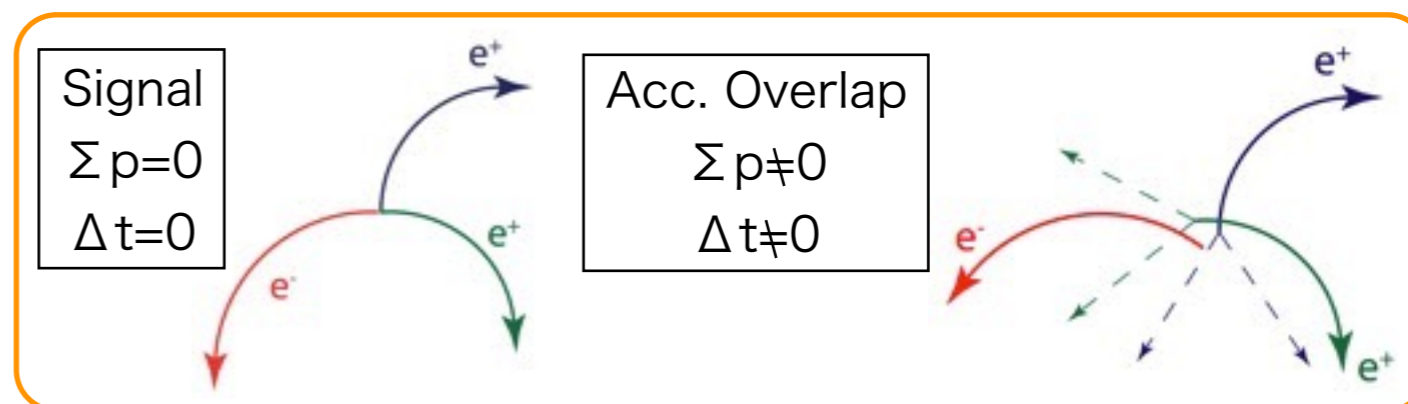 Signal
Σp=0
Δt=0
e⁺
e⁺
e⁻
Acc. Overlap
Σp≠0
Δt≠0
e⁺
e⁻
e⁺